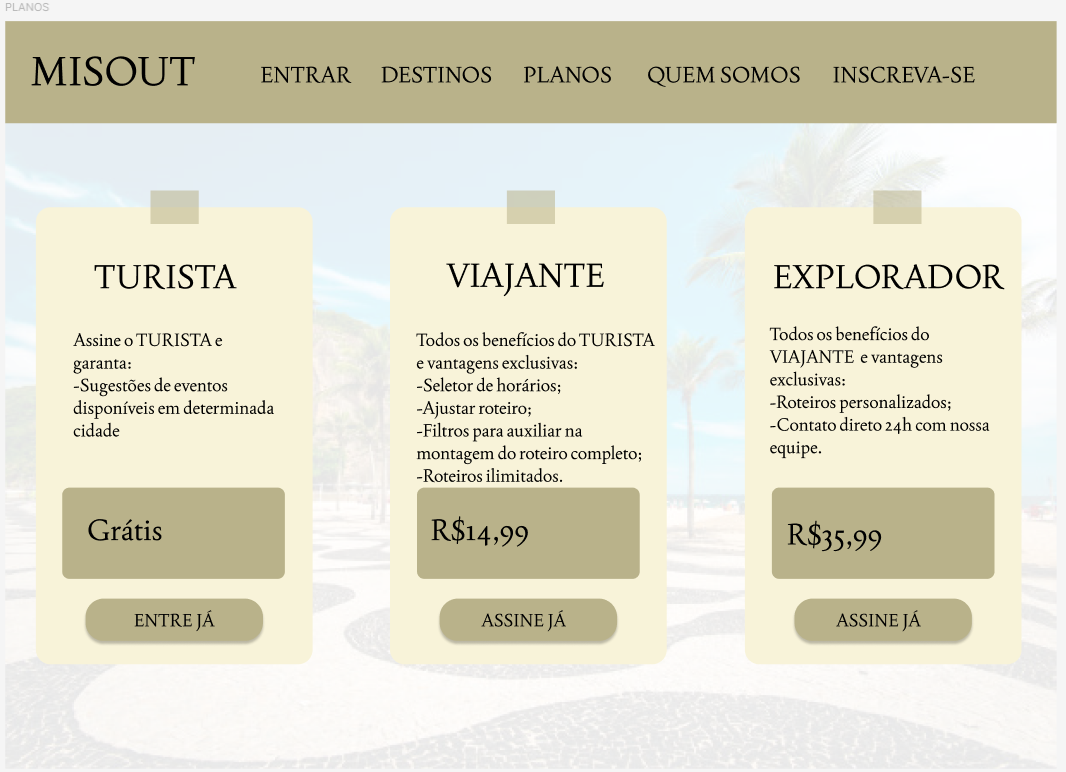 PLANOS
MISOUT
ENTRAR
DESTINOS
PLANOS
QUEM SOMOS
INSCREVA-SE
TURISTA
Assine o TURISTA e
garanta:
-Sugestões de eventos
disponíveis em determinada
cidade
Grátis
ENTRE JÁ
VIAJANTE
Todos os benefícios do TURISTA
e vantagens exclusivas:
-Seletor de horários;
-Ajustar roteiro;
-Filtros para auxiliar na
montagem do roteiro completo;
-Roteiros ilimitados.
R$14,99
ASSINE JÁ
EXPLORADOR
Todos os benefícios do
VIAJANTE e vantagens
exclusivas:
-Roteiros personalizados;
-Contato direto 24h com nossa
equipe.
R$35,99
ASSINE JÁ